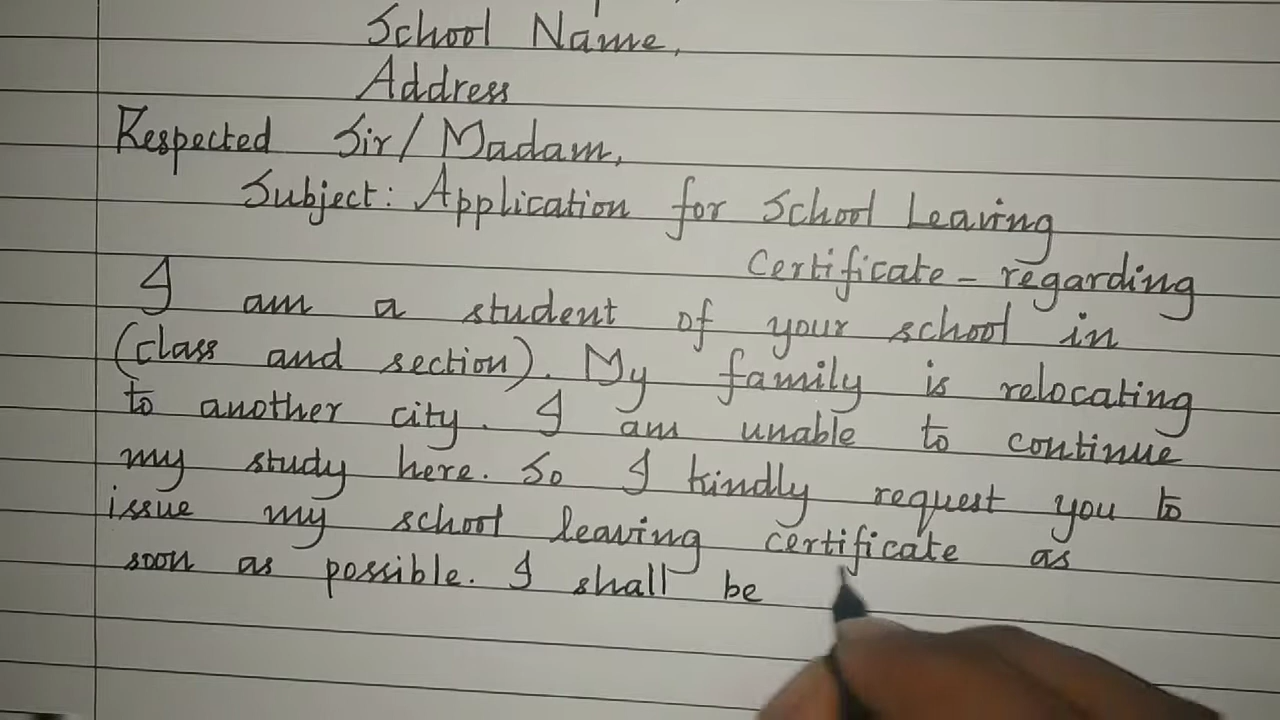 School Name,
Address
Respected Sir/Madam,
Subject: Application for School Leaving
Certificate - regarding
I am a student of your school in
(class and section). My family is relocating
to another city. I am unable to continue
my study here. So I kindly request you to
issue my school leaving certificate as
soon as possible. I shall be